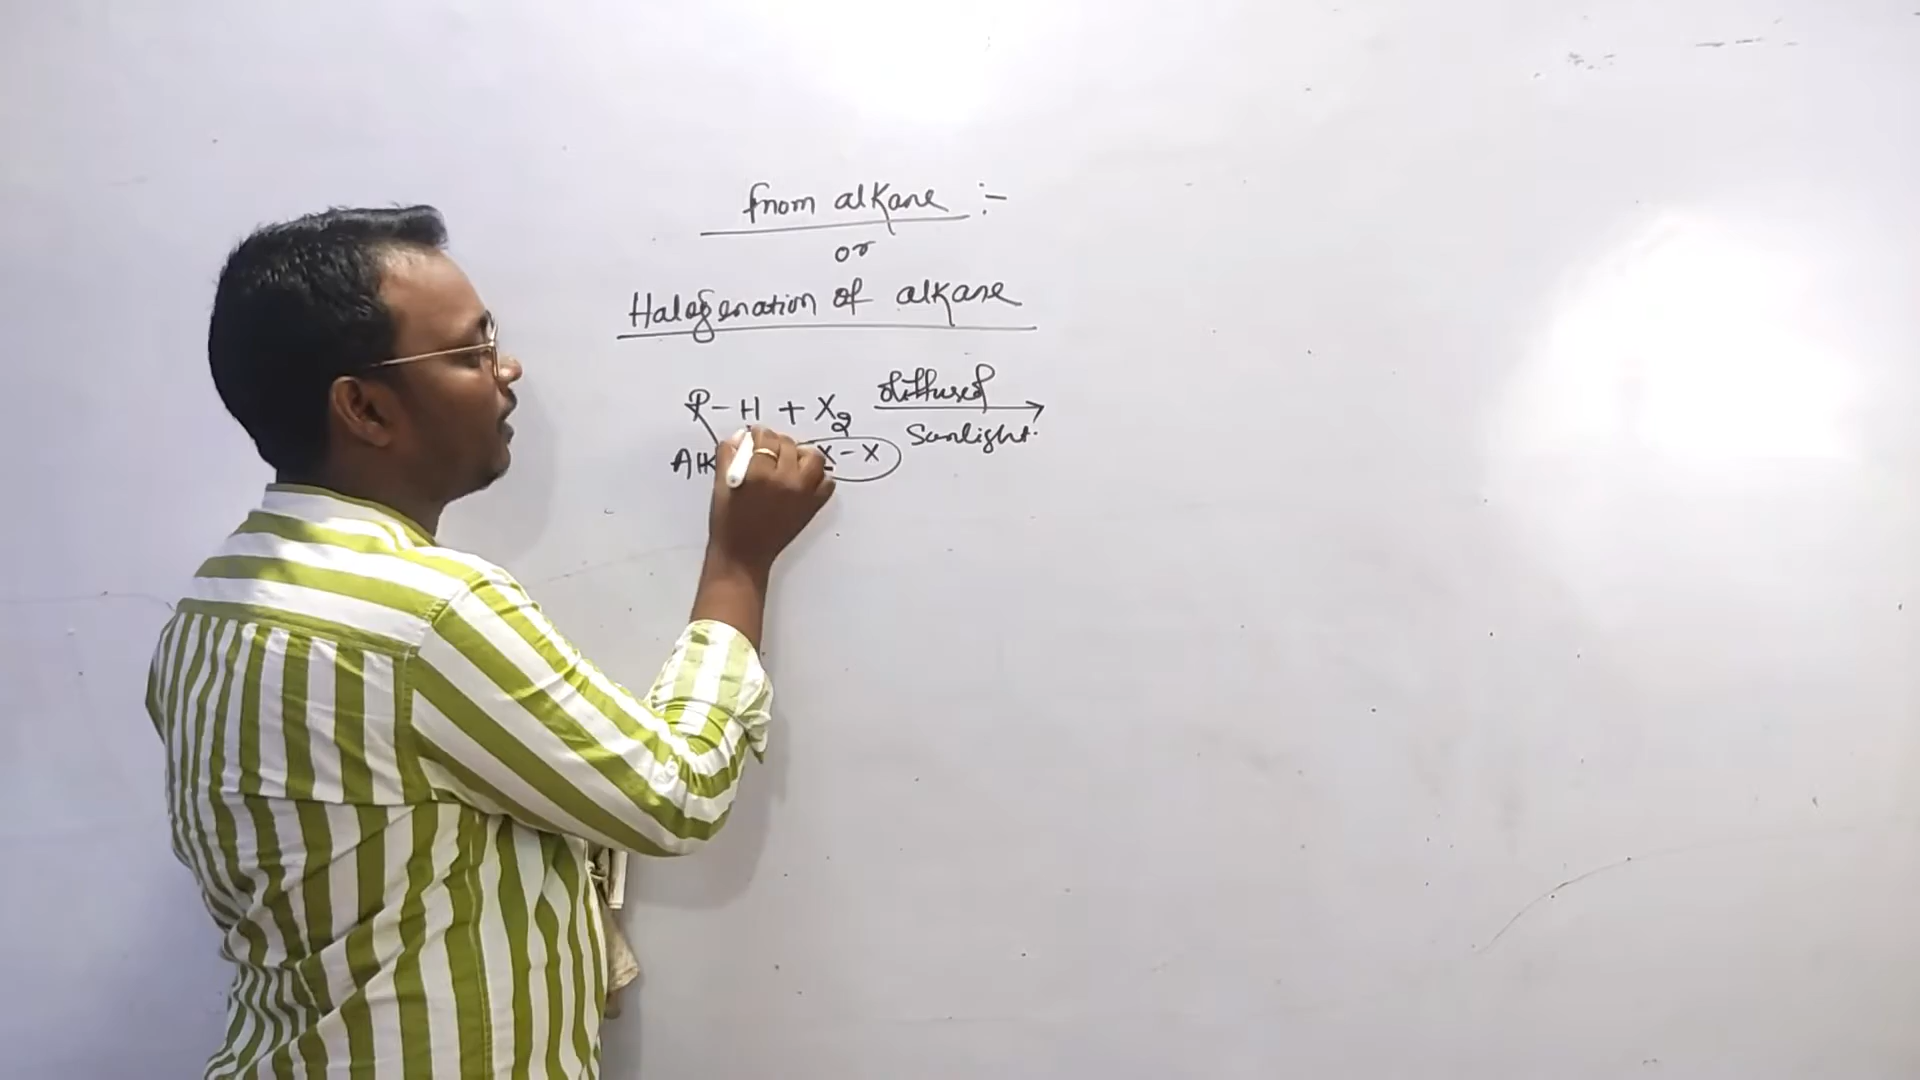 from alkane :-
or
Halogenation of alkane
R - H + X2 diffused
Sunlight.
X - X